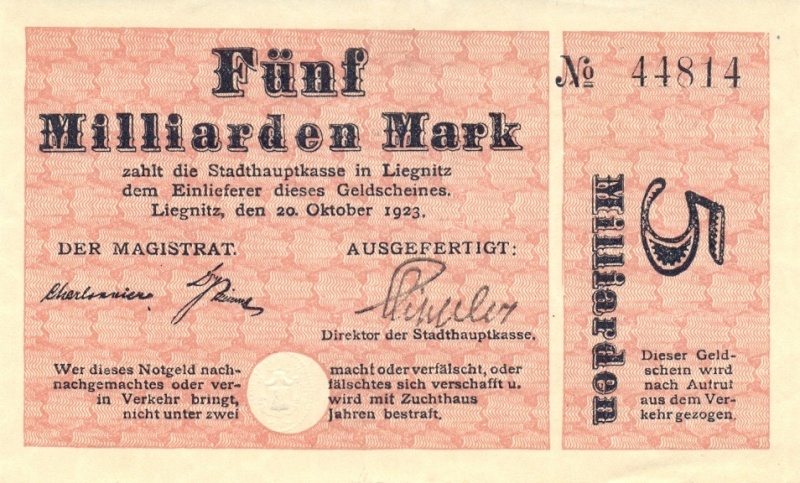 Fünf
Milliarden Mark
zahlt die Stadthauptkasse in Liegnitz
dem Einlieferer dieses Geldscheines.
Liegnitz, den 20. Oktober 1923.
DER MAGISTRAT. AUSGEFERTIGT:
Charbonnier
Direktor der Stadthauptkasse.
Wer dieses Notgeld nach- macht oder verfälscht, oder
nachgemachtes oder ver- fälschtes sich verschafft u.
in Verkehr bringt, wird mit Zuchthaus
nicht unter zwei Jahren bestraft.
№ 44814
5
Milliarden
Dieser Geld-
schein wird
nach Aufruf
aus dem Ver-
kehr gezogen.